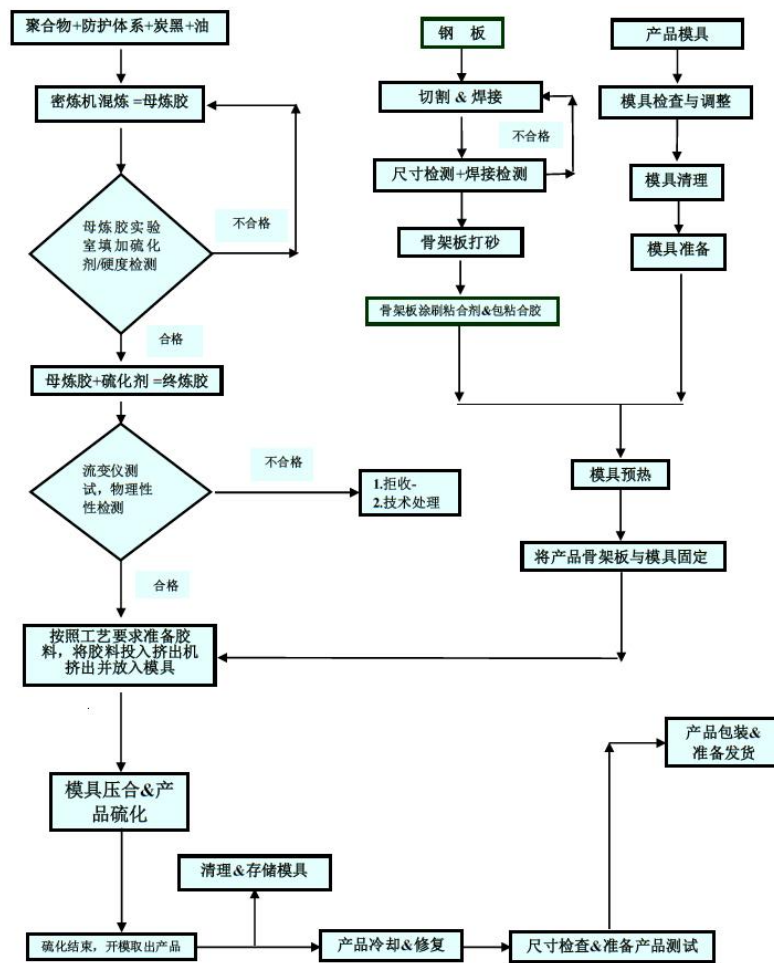 聚合物+防护体系+炭黑+油
密炼机混炼 =母炼胶
母炼胶实验
室填加硫化
剂/硬度检测
不合格
合格
母炼胶+硫化剂 =终炼胶
流变仪测
试，物理性
性检测
不合格
1.拒收-
2.技术处理
合格
钢 板
切割 & 焊接
不合格
尺寸检测+焊接检测
骨架板打砂
骨架板涂刷粘合剂&包粘合胶
产品模具
模具检查与调整
模具清理
模具准备
模具预热
将产品骨架板与模具固定
按照工艺要求准备胶
料，将胶料投入挤出机
挤出并放入模具
模具压合&产
品硫化
硫化结束，开模取出产品
清理&存储模具
产品冷却&修复
尺寸检查&准备产品测试
产品包装&
准备发货